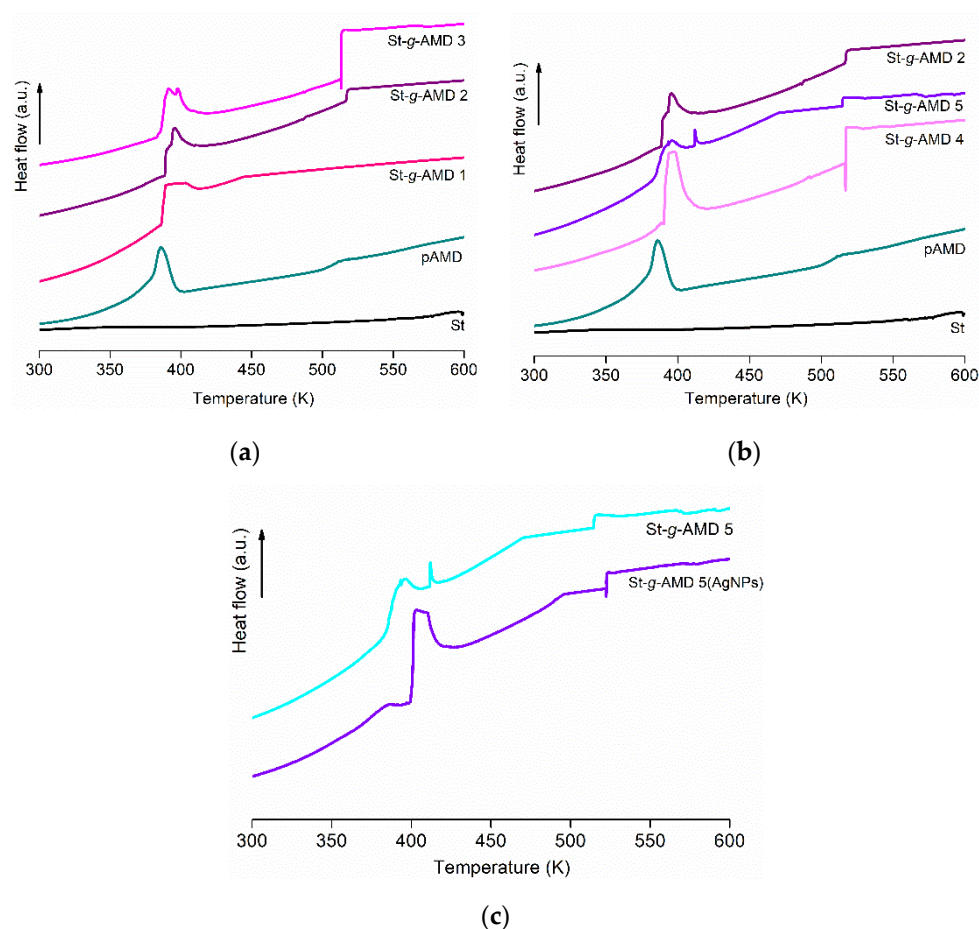 Heat flow (a.u.)
St-g-AMD 3
St-g-AMD 2
St-g-AMD 1
pAMD
St
300 350 400 450 500 550 600
Temperature (K)
(a)
Heat flow (a.u.)
St-g-AMD 2
St-g-AMD 5
St-g-AMD 4
pAMD
St
300 350 400 450 500 550 600
Temperature (K)
(b)
Heat flow (a.u.)
St-g-AMD 5
St-g-AMD 5(AgNPs)
300 350 400 450 500 550 600
Temperature (K)
(c)